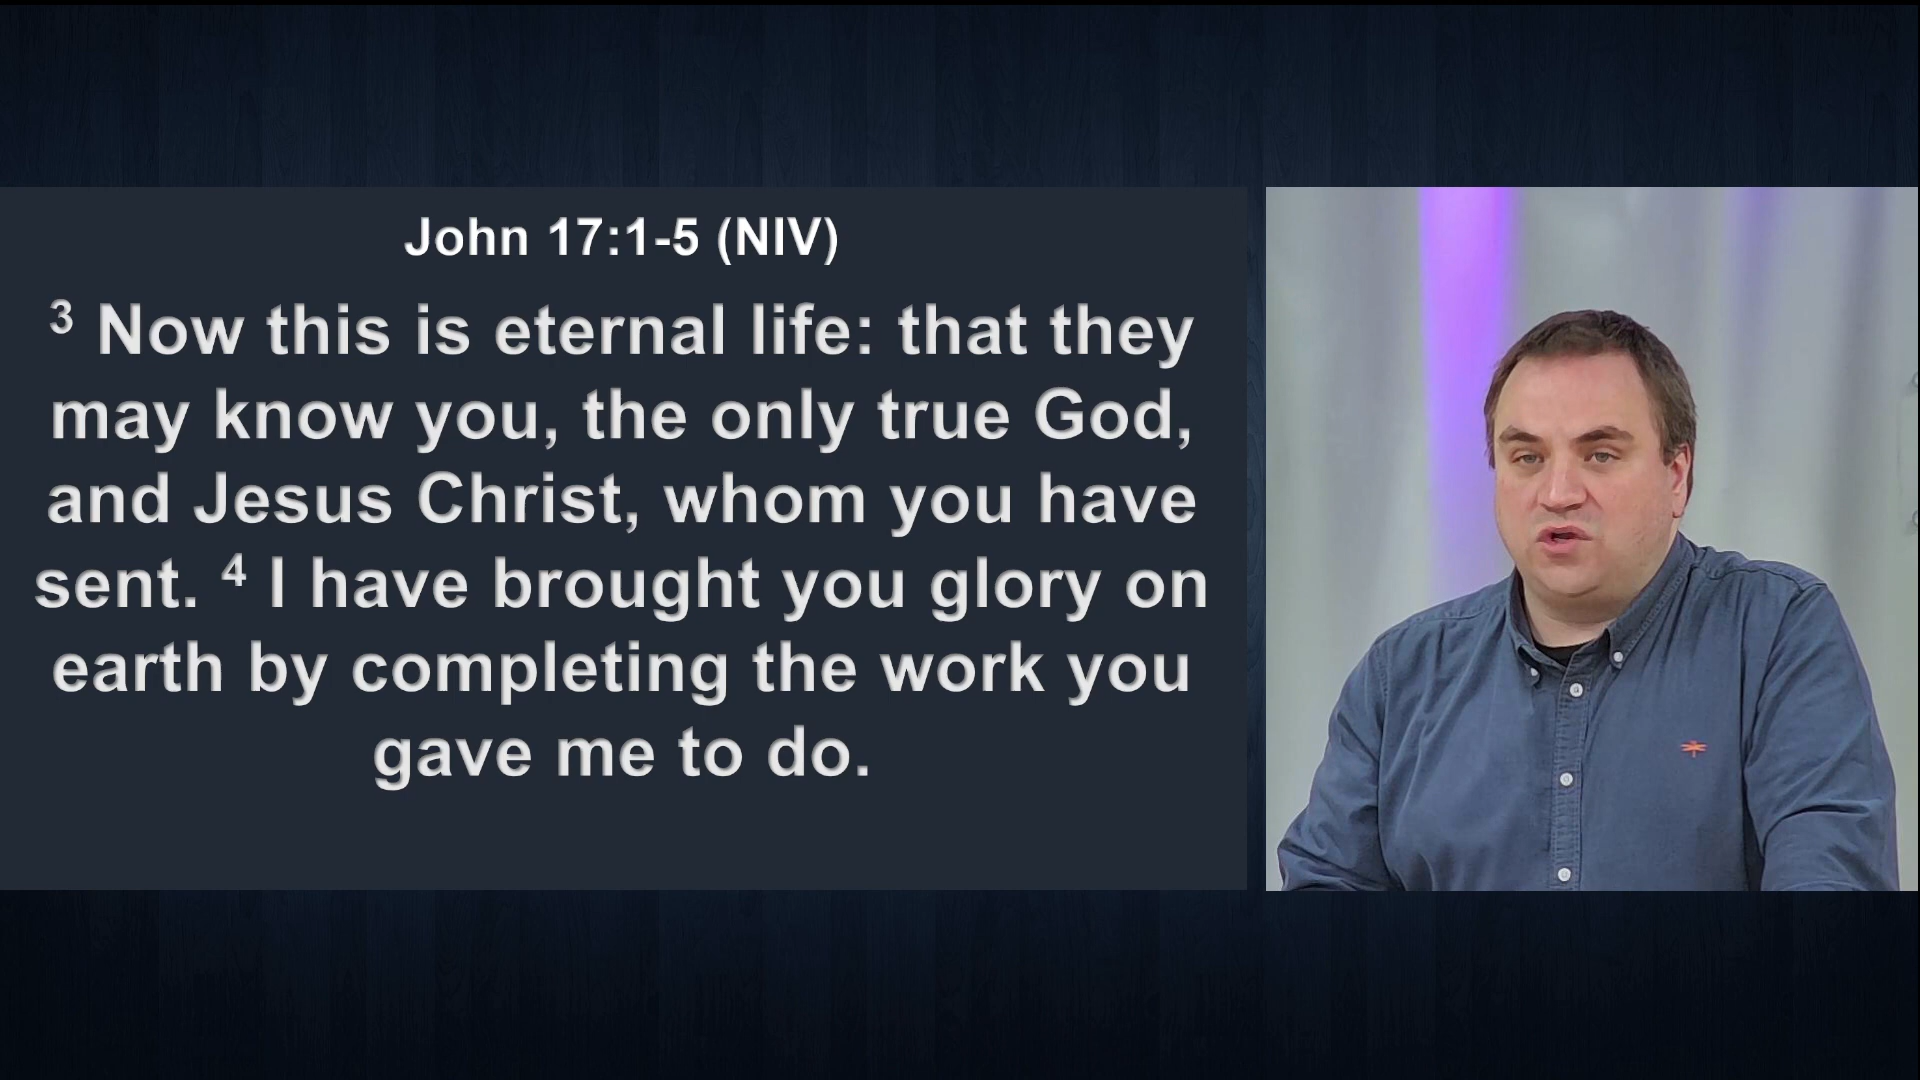 John 17:1-5 (NIV)
³ Now this is eternal life: that they
may know you, the only true God,
and Jesus Christ, whom you have
sent. ⁴ I have brought you glory on
earth by completing the work you
gave me to do.